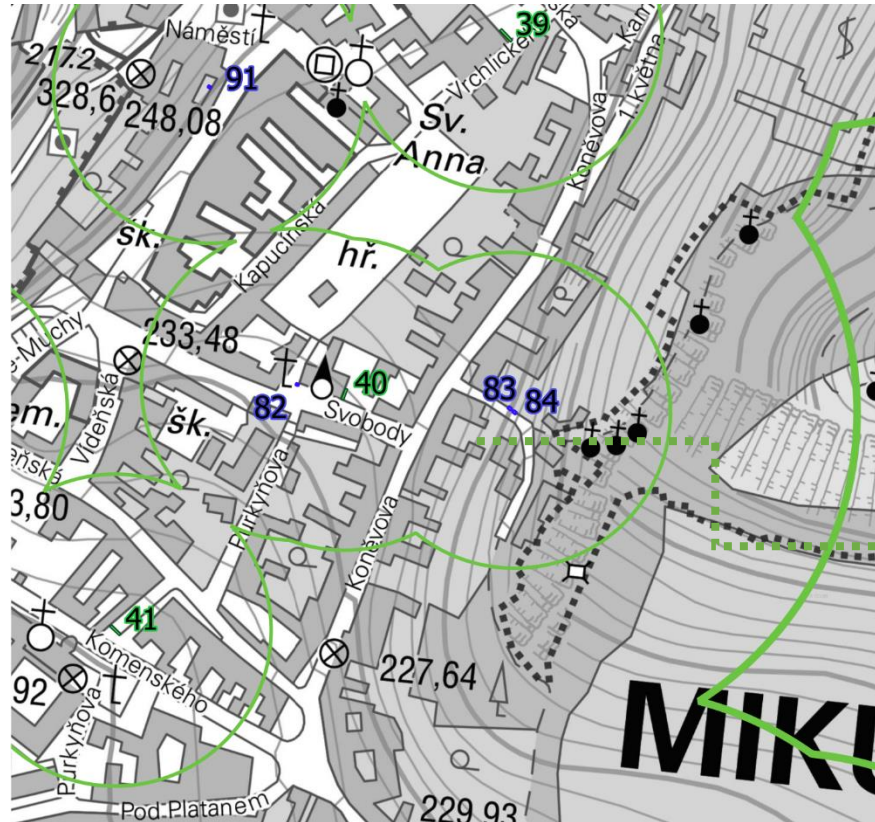 Náměstí
39
Vrchlického
1.května
217.2
91
328,6
248,08
Sv.
Anna
Koněvova
šk.
Kapucínská
hř.
233,48
40
83
84
82
Svobody
šk.
Vídeňská
em.
3,80
Purkyňova
Koněvova
41
Komenského
227,64
92
Purkyňova
MIKU
Pod Platanem
229,93